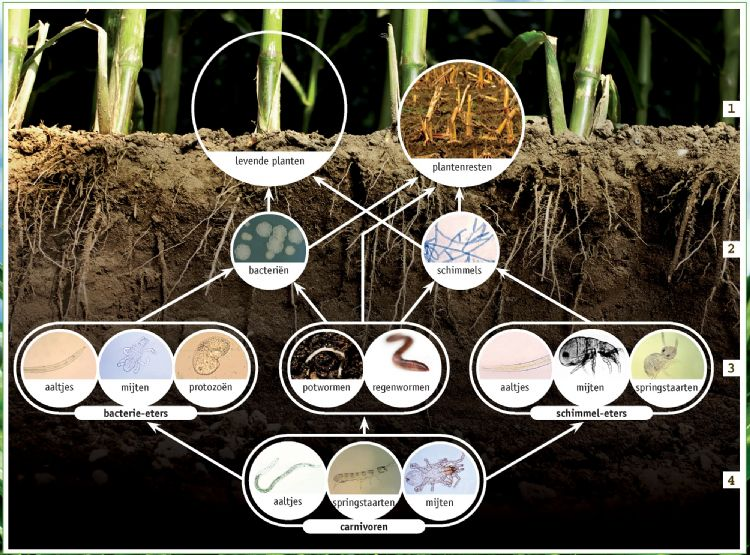 1
levende planten
plantenresten
2
bacteriën
schimmels
3
aaltjes
mijten
protozoën
bacterie-eters
potwormen
regenwormen
aaltjes
mijten
springstaarten
schimmel-eters
4
aaltjes
springstaarten
mijten
carnivoren